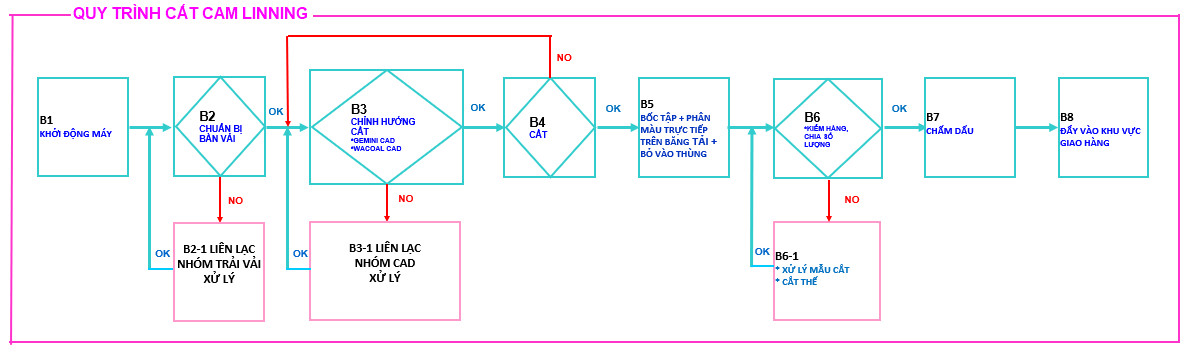 QUY TRÌNH CẮT CAM LINNING
B1
KHỞI ĐỘNG MÁY
B2
CHUẨN BỊ
BÀN VẢI
OK
NO
B2-1 LIÊN LẠC
NHÓM TRẢI VẢI
XỬ LÝ
OK
B3
CHỈNH HƯỚNG
CẮT
*GEMINI CAD
*WACOAL CAD
OK
NO
B3-1 LIÊN LẠC
NHÓM CAD
XỬ LÝ
OK
B4
CẮT
NO
OK
B5
BỐC TẬP + PHÂN
MÀU TRỰC TIẾP
TRÊN BĂNG TẢI +
BỎ VÀO THÙNG
B6
*KIỂM HÀNG,
CHIA SỐ
LƯỢNG
OK
NO
B6-1
* XỬ LÝ MẪU CẮT
* CẮT THẾ
OK
B7
CHẤM DẤU
B8
ĐẨY VÀO KHU VỰC
GIAO HÀNG